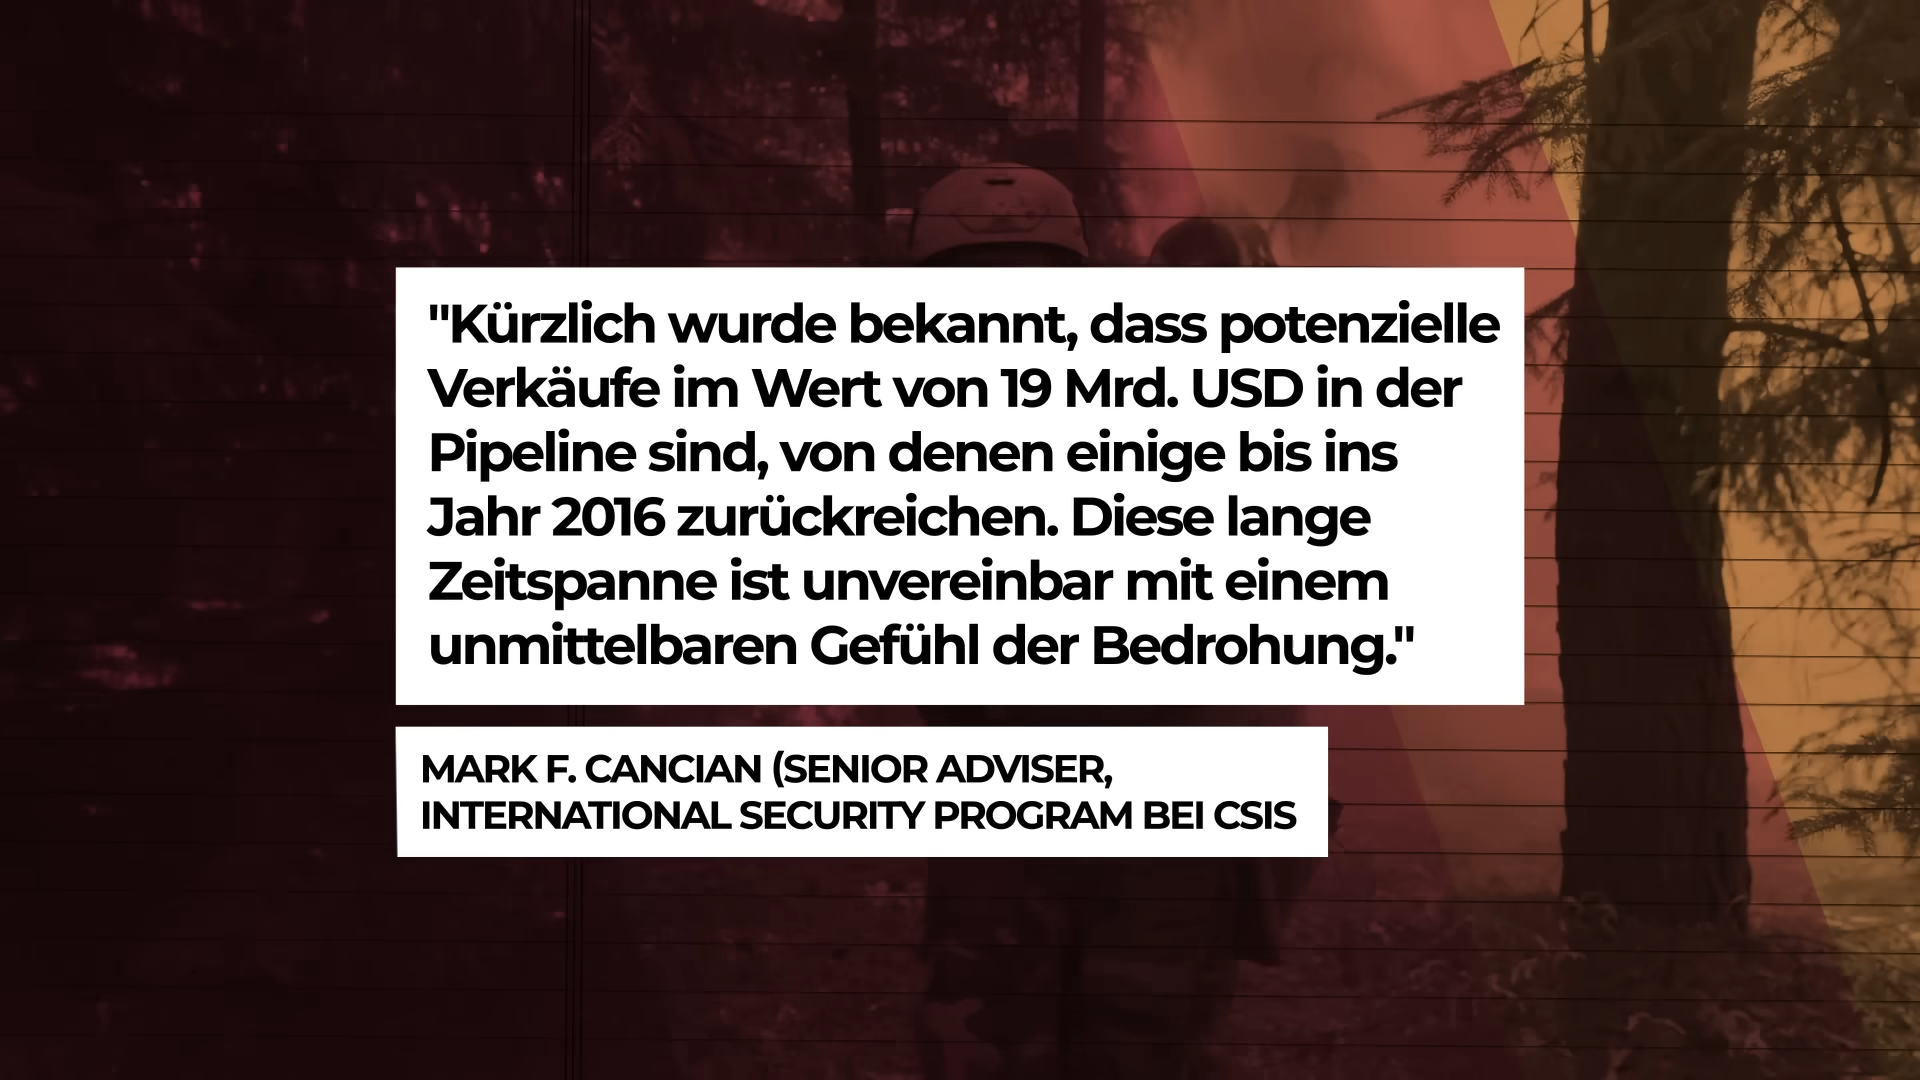 "Kürzlich wurde bekannt, dass potenzielle
Verkäufe im Wert von 19 Mrd. USD in der
Pipeline sind, von denen einige bis ins
Jahr 2016 zurückreichen. Diese lange
Zeitspanne ist unvereinbar mit einem
unmittelbaren Gefühl der Bedrohung."
MARK F. CANCIAN (SENIOR ADVISER,
INTERNATIONAL SECURITY PROGRAM BEI CSIS